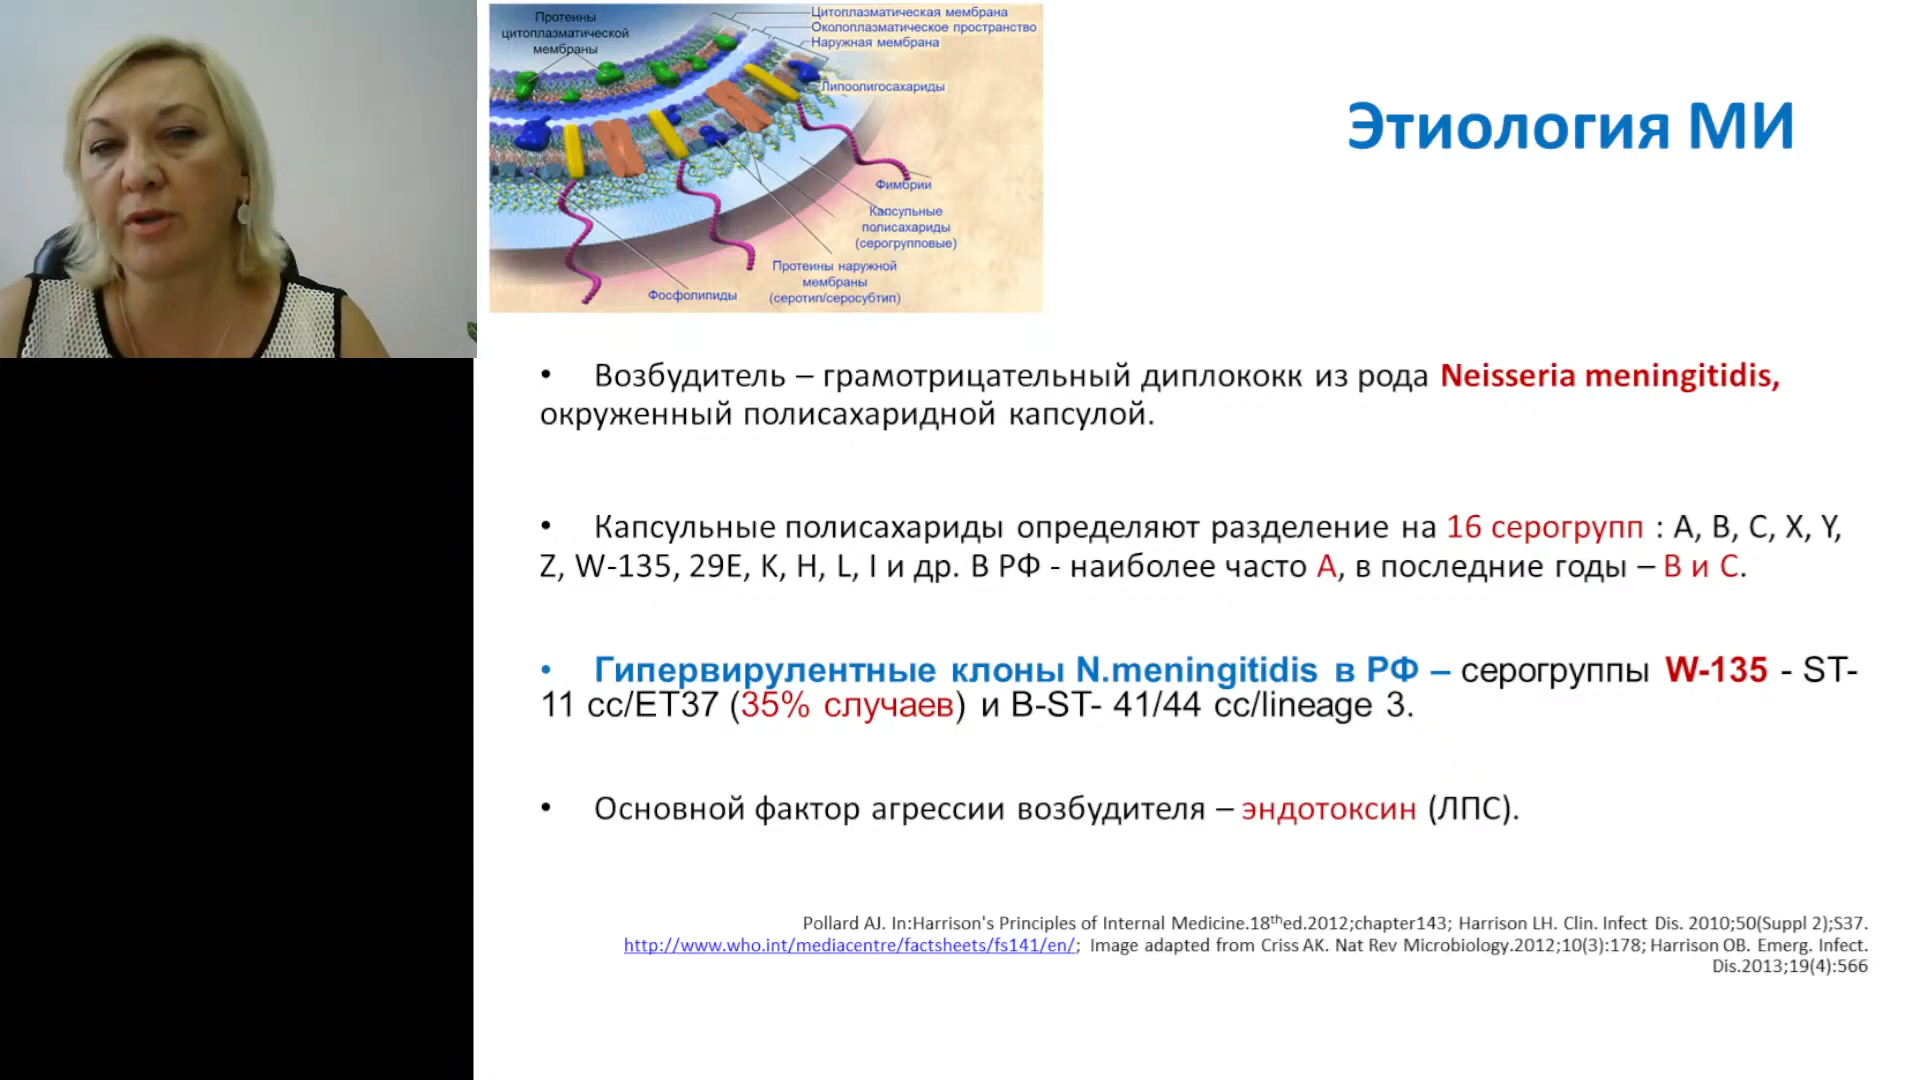 Протеины
цитоплазматической
мембраны
Цитоплазматическая мембрана
Околоплазматическое пространство
Наружная мембрана
Липоолигосахариды
Фимбрии
Капсульные
полисахариды
(серогрупповые)
Протеины наружной
мембраны
(серотип/серосубтип)
Фосфолипиды
Этиология МИ
• Возбудитель – грамотрицательный диплококк из рода Neisseria meningitidis,
окруженный полисахаридной капсулой.
• Капсульные полисахариды определяют разделение на 16 серогрупп : A, B, C, X, Y,
Z, W-135, 29E, K, H, L, I и др. В РФ - наиболее часто А, в последние годы – В и С.
• Гипервирулентные клоны N.meningitidis в РФ – серогруппы W-135 - ST-
11 cc/ET37 (35% случаев) и B-ST- 41/44 cc/lineage 3.
• Основной фактор агрессии возбудителя – эндотоксин (ЛПС).
Pollard AJ. In:Harrison's Principles of Internal Medicine.18thed.2012;chapter143; Harrison LH. Clin. Infect Dis. 2010;50(Suppl 2);S37.
http://www.who.int/mediacentre/factsheets/fs141/en/; Image adapted from Criss AK. Nat Rev Microbiology.2012;10(3):178; Harrison OB. Emerg. Infect.
Dis.2013;19(4):566